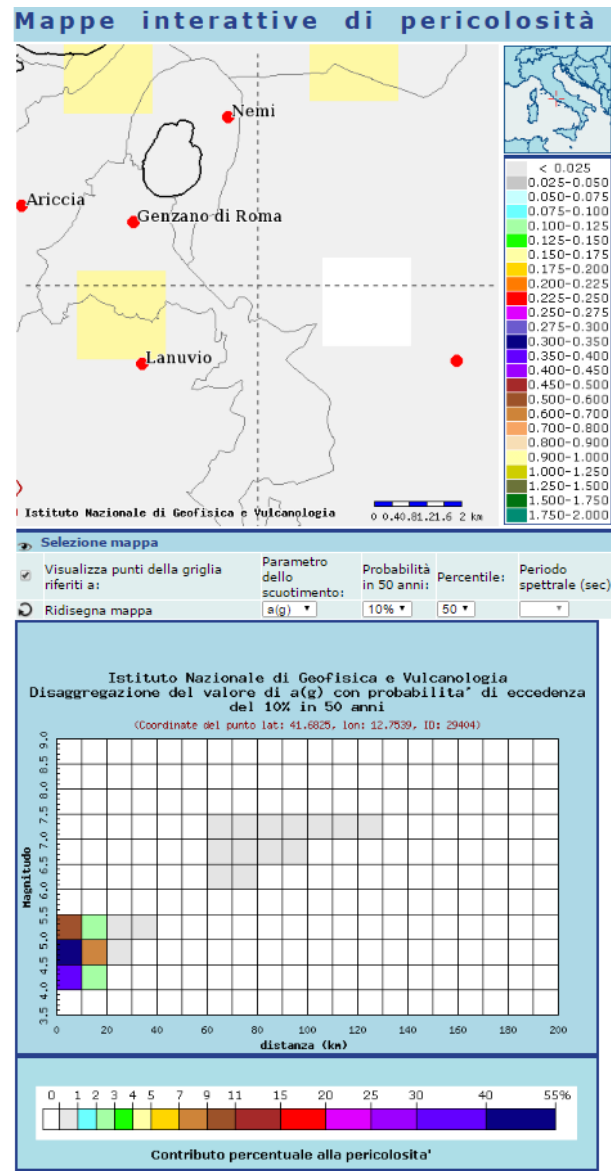 Mappe interattive di pericolosità
Nemi
Ariccia
Genzano di Roma
Lanuvio
Istituto Nazionale di Geofisica e Vulcanologia
0 0.40.81.21.6 2 km
< 0.025
0.025-0.050
0.050-0.075
0.075-0.100
0.100-0.125
0.125-0.150
0.150-0.175
0.175-0.200
0.200-0.225
0.225-0.250
0.250-0.275
0.275-0.300
0.300-0.350
0.350-0.400
0.400-0.450
0.450-0.500
0.500-0.600
0.600-0.700
0.700-0.800
0.800-0.900
0.900-1.000
1.000-1.250
1.250-1.500
1.500-1.750
1.750-2.000
Selezione mappa
Visualizza punti della griglia riferiti a:
Parametro dello scuotimento:
Probabilità in 50 anni:
Percentile:
Periodo spettrale (sec)
Ridisegna mappa
a(g)
10%
50
Istituto Nazionale di Geofisica e Vulcanologia
Disaggregazione del valore di a(g) con probabilita' di eccedenza
del 10% in 50 anni
(Coordinate del punto lat: 41.6825, lon: 12.7539, ID: 29404)
Magnitudo
9.0
8.5
8.0
7.5
7.0
6.5
6.0
5.5
5.0
4.5
4.0
3.5
0 20 40 60 80 100 120 140 160 180 200
distanza (km)
0 1 2 3 4 5 7 9 11 15 20 25 30 40 55%
Contributo percentuale alla pericolosita'